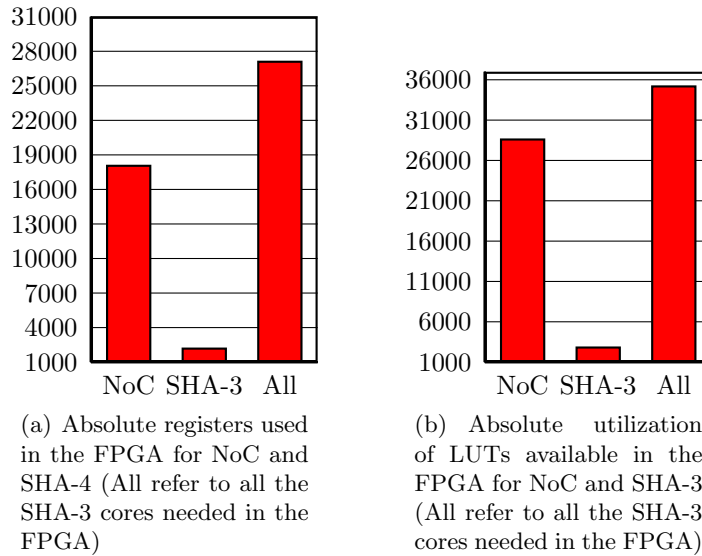 31000
28000
25000
22000
19000
16000
13000
10000
7000
4000
1000
NoC SHA-3 All
(a) Absolute registers used
in the FPGA for NoC and
SHA-4 (All refer to all the
SHA-3 cores needed in the
FPGA)
36000
31000
26000
21000
16000
11000
6000
1000
NoC SHA-3 All
(b) Absolute utilization
of LUTs available in the
FPGA for NoC and SHA-3
(All refer to all the SHA-3
cores needed in the FPGA)